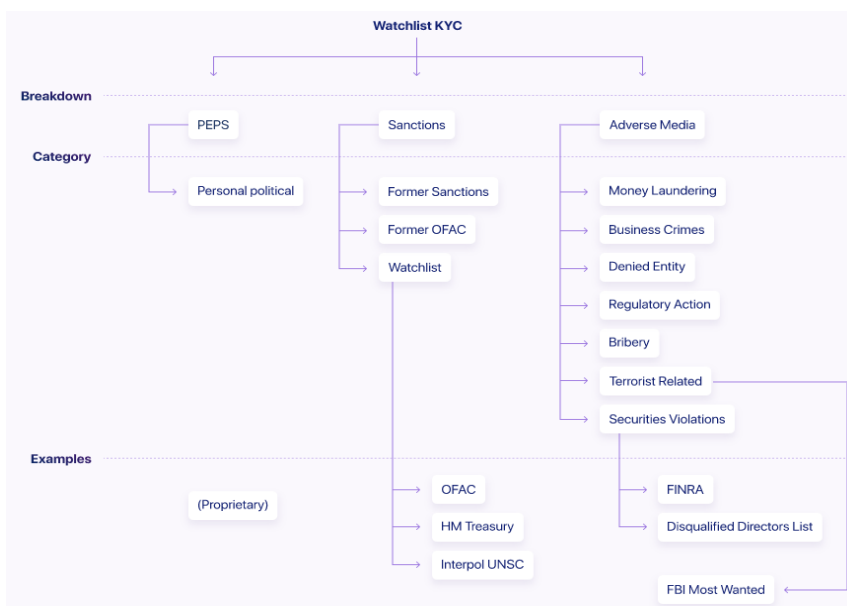 Watchlist KYC
Breakdown
PEPS
Sanctions
Adverse Media
Category
Personal political
Former Sanctions
Money Laundering
Former OFAC
Business Crimes
Watchlist
Denied Entity
Regulatory Action
Bribery
Terrorist Related
Securities Violations
Examples
(Proprietary)
OFAC
FINRA
HM Treasury
Disqualified Directors List
Interpol UNSC
FBI Most Wanted